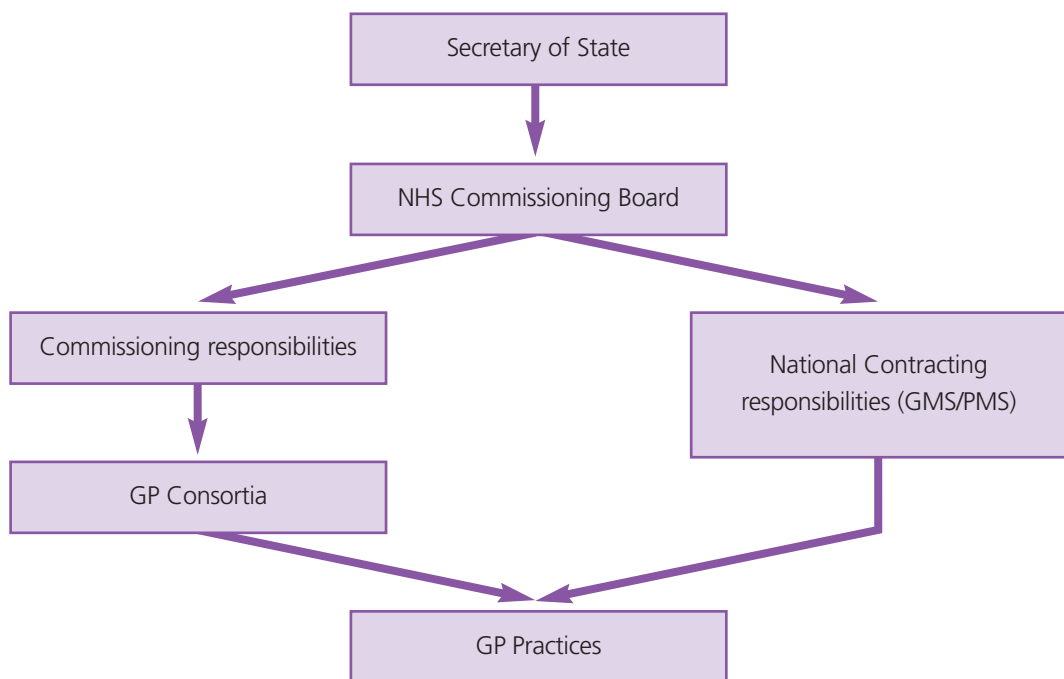 Secretary of State
NHS Commissioning Board
Commissioning responsibilities
National Contracting
responsibilities (GMS/PMS)
GP Consortia
GP Practices